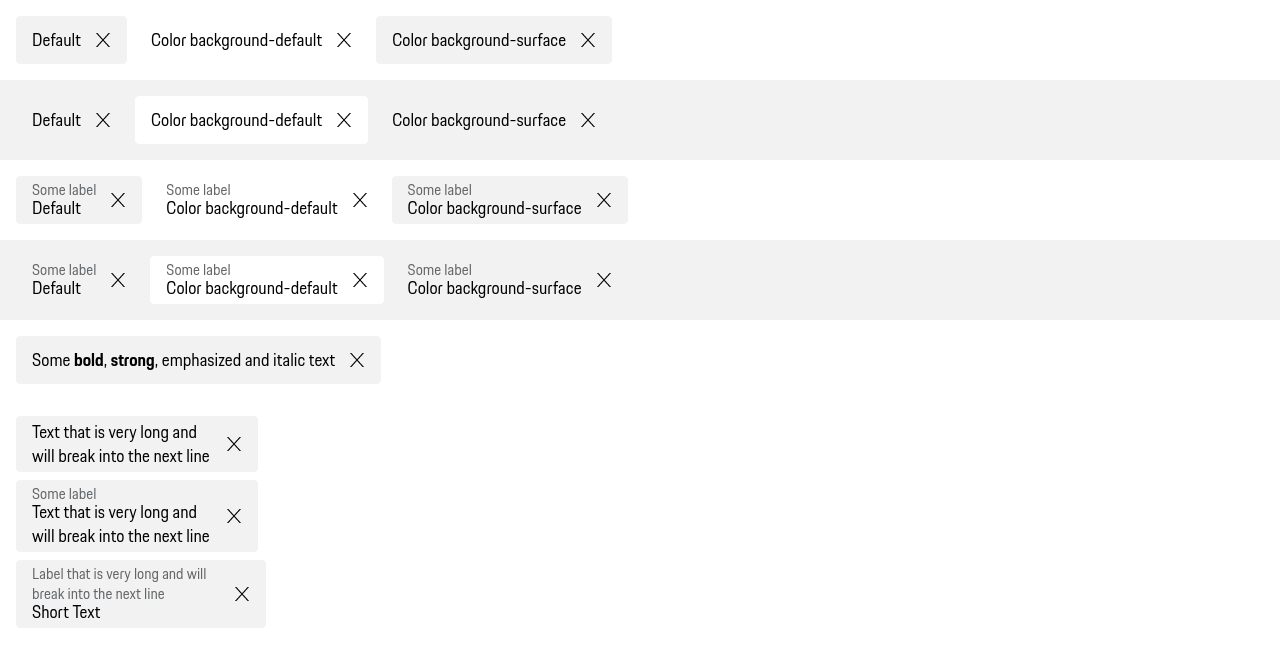 Default Color background-default Color background-surface
Default Color background-default Color background-surface
Some label Some label Some label
Default Color background-default Color background-surface
Some label Some label Some label
Default Color background-default Color background-surface
Some bold, strong, emphasized and italic text
Text that is very long and
will break into the next line
Some label
Text that is very long and
will break into the next line
Label that is very long and will
break into the next line
Short Text